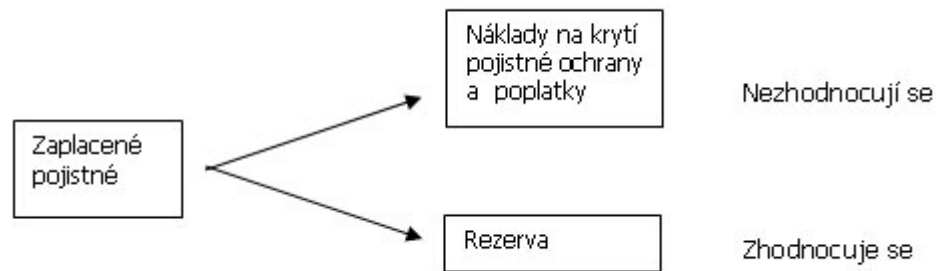 Náklady na krytí
pojistné ochrany
a poplatky
Nezhodnocují se
Zaplacené
pojistné
Rezerva
Zhodnocuje se